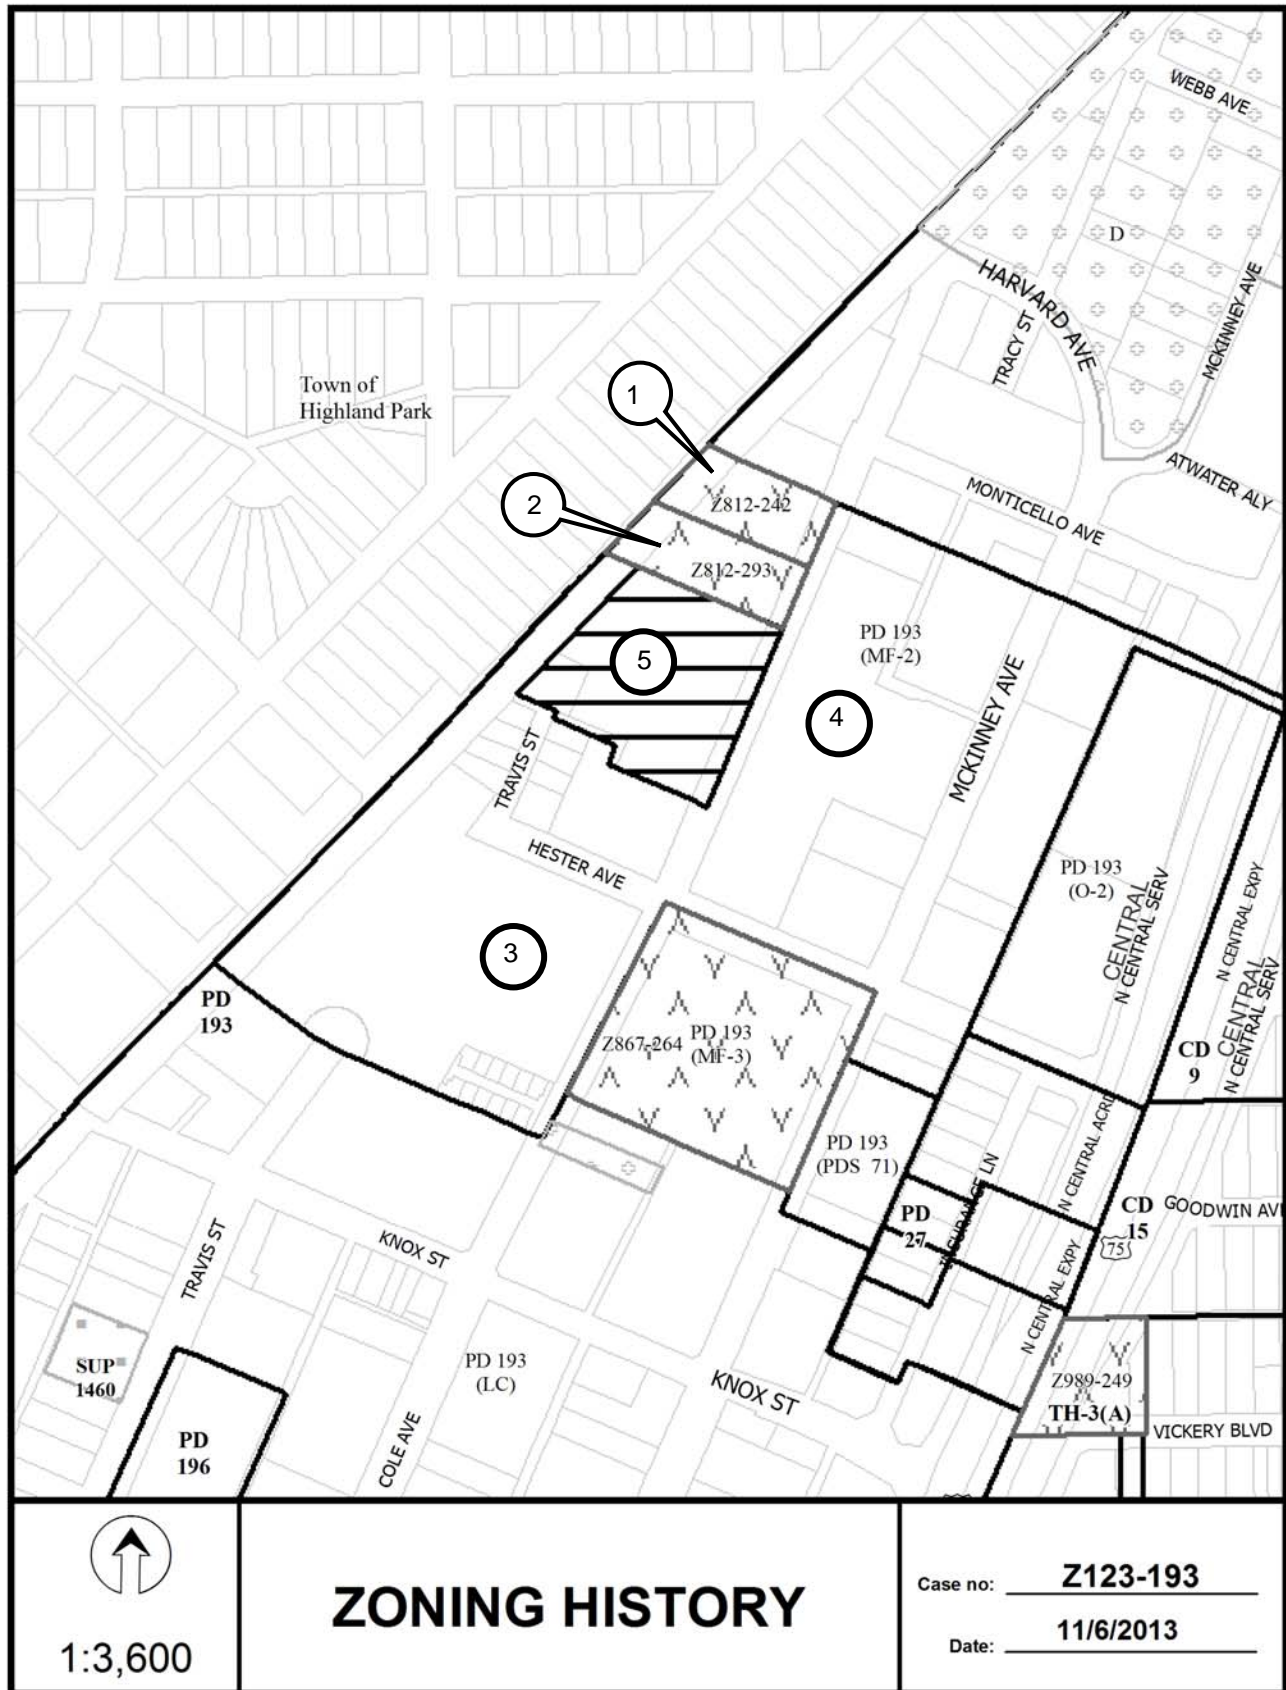 WEBB AVE
D
HARVARD AVE
TRACY ST
MCKINNEY AVE
Town of
Highland Park
1
ATWATER ALY
2
Z812-242
MONTICELLO AVE
Z812-293
PD 193
(MF-2)
5
4
MCKINNEY AVE
TRAVIS ST
HESTER AVE
PD 193
(O-2)
CENTRAL
N CENTRAL SERV
N CENTRAL EXPY
CENTRAL
N CENTRAL SERV
3
PD
193
Z867-264
PD 193
(MF-3)
CD
9
PD 193
(PDS 71)
N CENTRAL ACRD
INSURANCE LN
PD
27
CD
15
GOODWIN AVE
75
TRAVIS ST
KNOX ST
N CENTRAL EXPY
SUP
1460
PD 193
(LC)
KNOX ST
Z989-249
TH-3(A)
VICKERY BLVD
PD
196
COLE AVE
1:3,600
ZONING HISTORY
Case no: Z123-193
Date: 11/6/2013